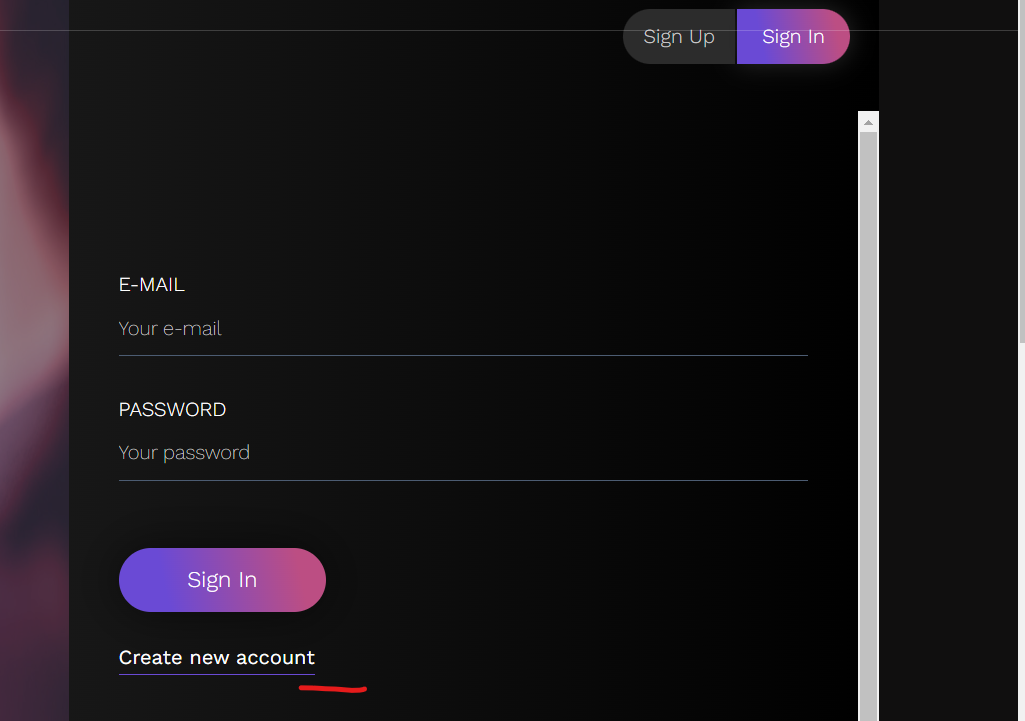 Sign Up
Sign In
E-MAIL
Your e-mail
PASSWORD
Your password
Sign In
Create new account